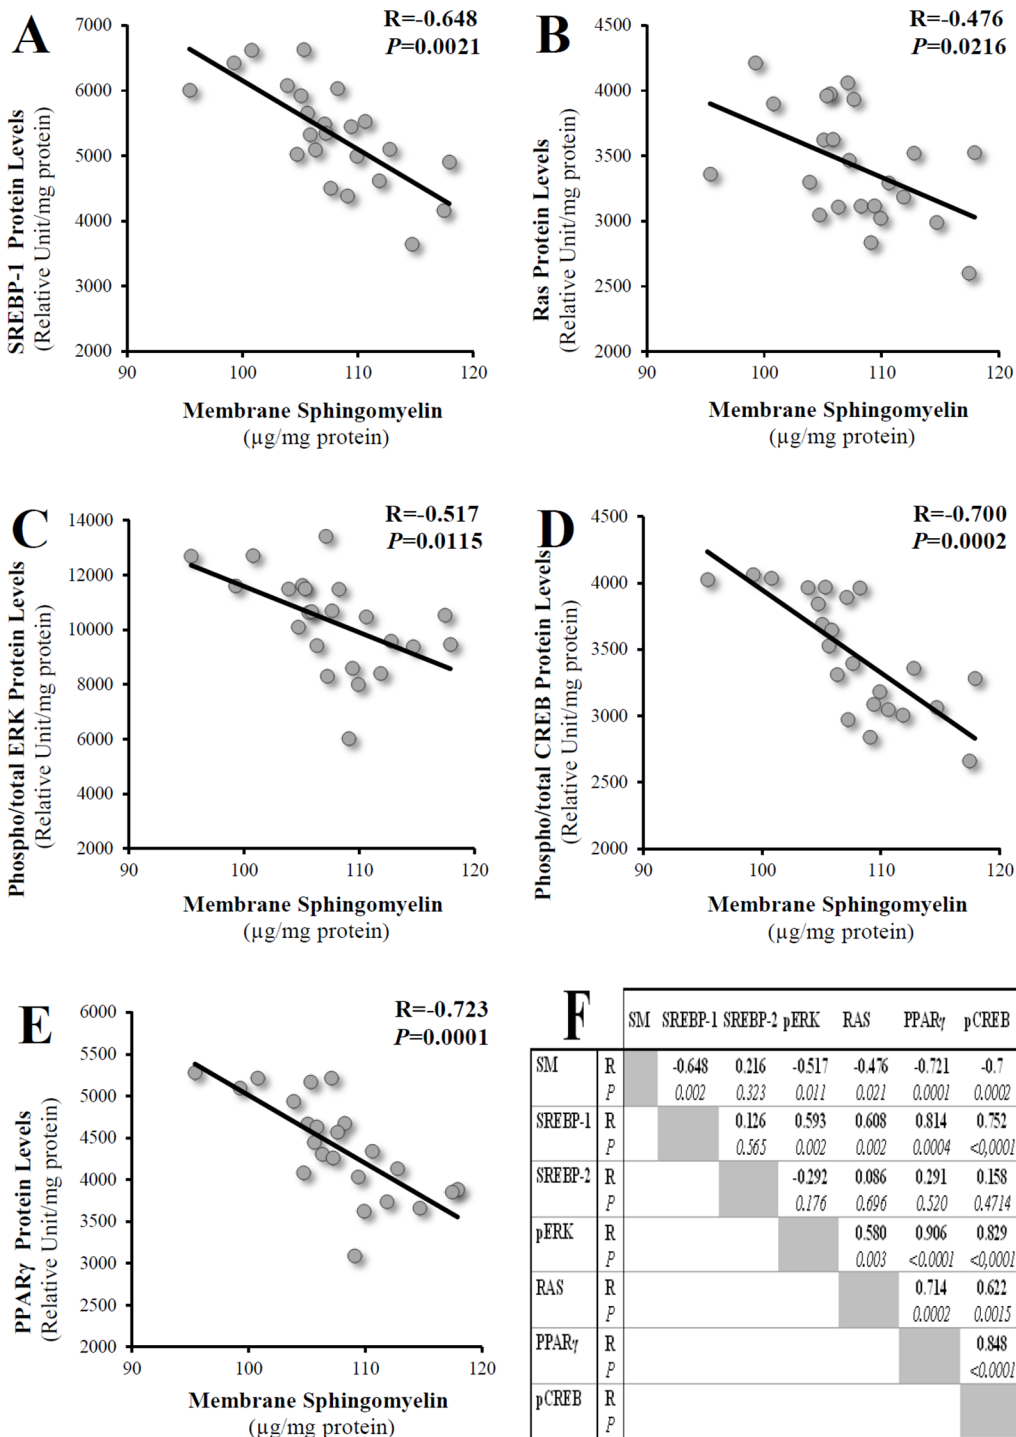 A
R=-0.648
P=0.0021
SREBP-1 Protein Levels
(Relative Unit/mg protein)
7000
6000
5000
4000
3000
2000
90 100 110 120
Membrane Sphingomyelin
(µg/mg protein)
B
R=-0.476
P=0.0216
Ras Protein Levels
(Relative Unit/mg protein)
4500
4000
3500
3000
2500
2000
90 100 110 120
Membrane Sphingomyelin
(µg/mg protein)
C
R=-0.517
P=0.0115
Phospho/total ERK Protein Levels
(Relative Unit/mg protein)
14000
12000
10000
8000
6000
4000
2000
90 100 110 120
Membrane Sphingomyelin
(µg/mg protein)
D
R=-0.700
P=0.0002
Phospho/total CREB Protein Levels
(Relative Unit/mg protein)
4500
4000
3500
3000
2500
2000
90 100 110 120
Membrane Sphingomyelin
(µg/mg protein)
E
R=-0.723
P=0.0001
PPARγ Protein Levels
(Relative Unit/mg protein)
6000
5500
5000
4500
4000
3500
3000
2500
2000
90 100 110 120
Membrane Sphingomyelin
(µg/mg protein)
F
SM SREBP-1 SREBP-2 pERK RAS PPARγ pCREB
SM R -0.648 0.216 -0.517 -0.476 -0.721 -0.7
P 0.002 0.323 0.011 0.021 0.0001 0.0002
SREBP-1 R 0.126 0.593 0.608 0.814 0.752
P 0.565 0.002 0.002 0.0004 <0,0001
SREBP-2 R -0.292 0.086 0.291 0.158
P 0.176 0.696 0.520 0.4714
pERK R 0.580 0.906 0.829
P 0.003 <0.0001 <0,0001
RAS R 0.714 0.622
P 0.0002 0.0015
PPARγ R 0.848
P <0.0001
pCREB R
P